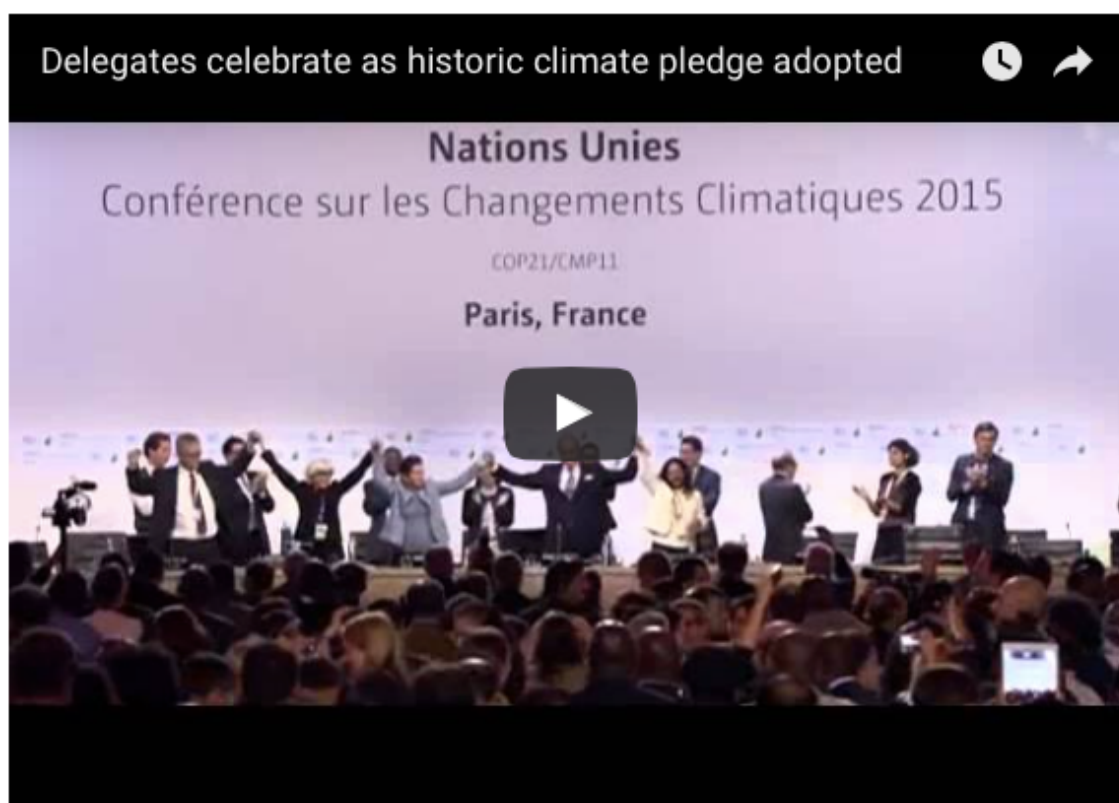 Delegates celebrate as historic climate pledge adopted
Nations Unies
Conférence sur les Changements Climatiques 2015
COP21/CMP11
Paris, France